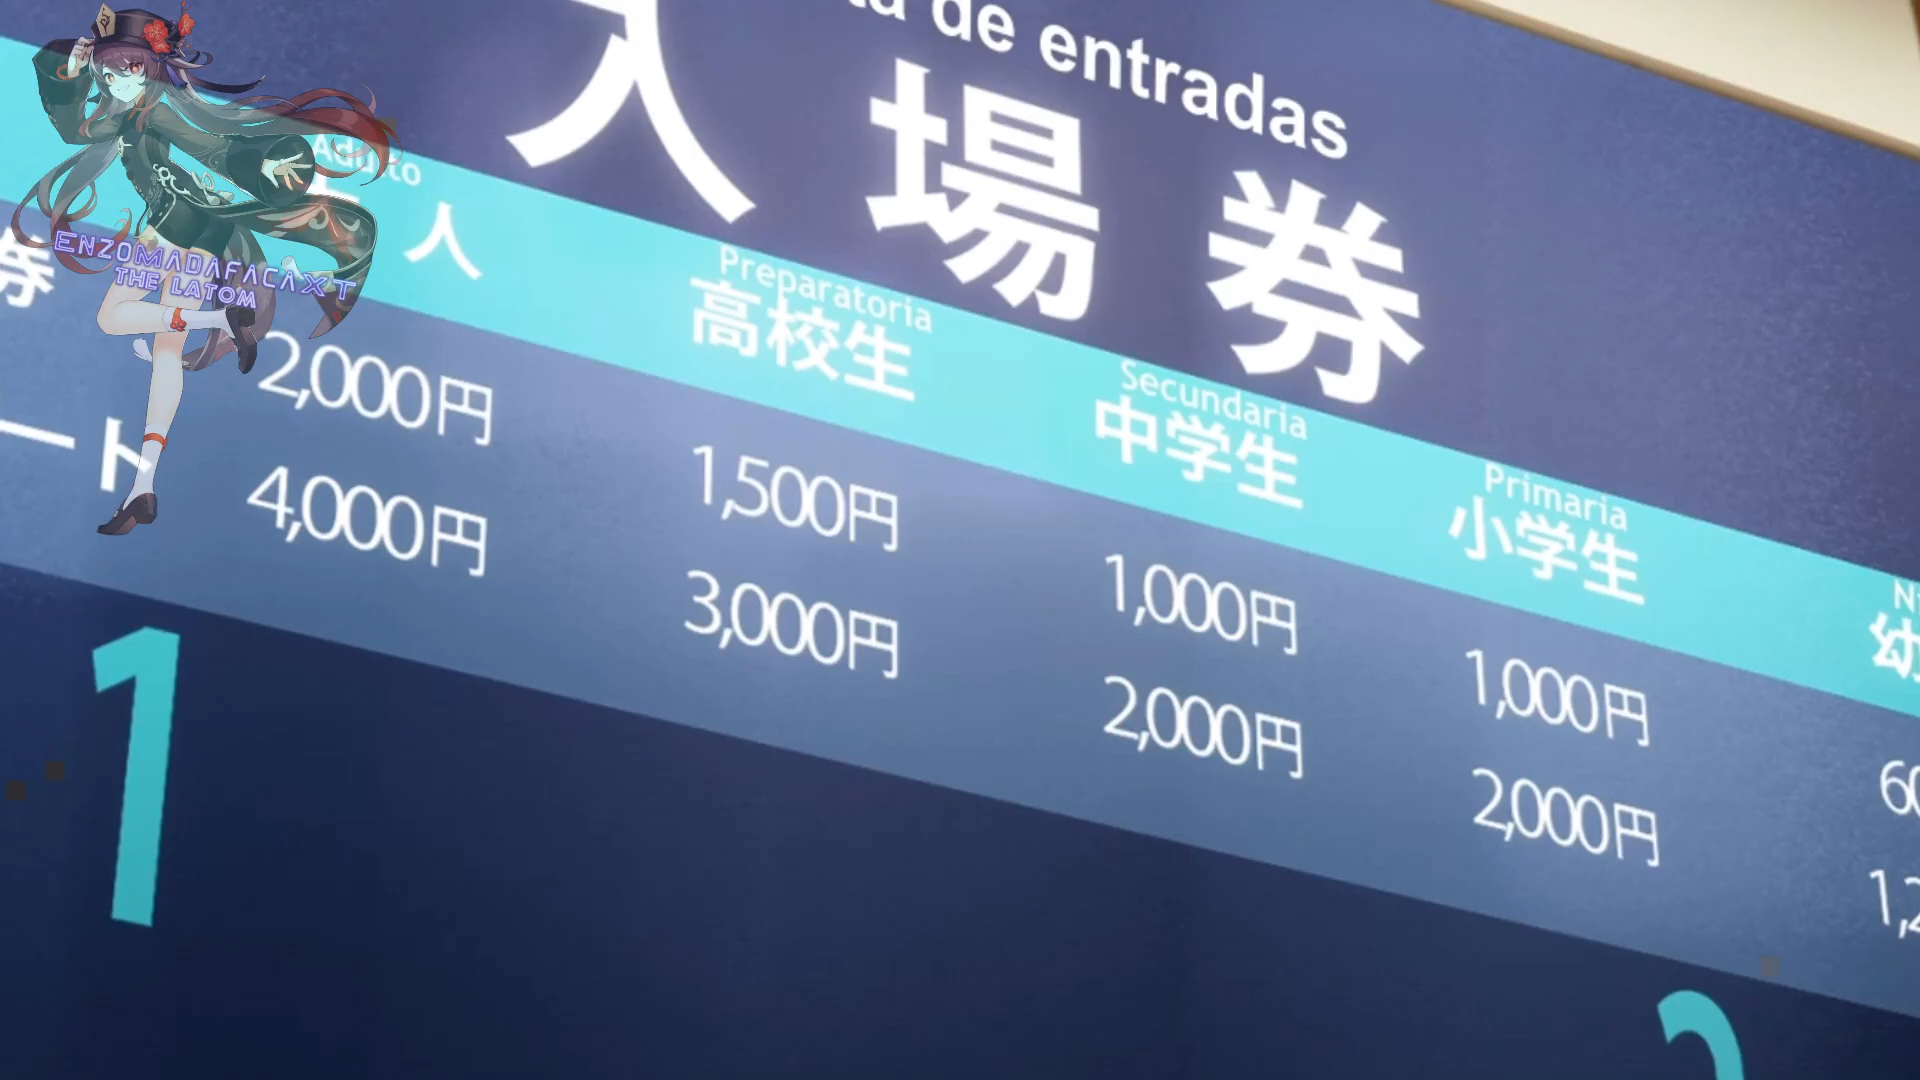 de entradas
入場券
Adulto
人
Preparatoria
高校生
Secundaria
中学生
Primaria
小学生
券
2,000円
1,500円
1,000円
1,000円
ート
4,000円
3,000円
2,000円
2,000円
1
ENZOMADAFACAXT
THE LATOM